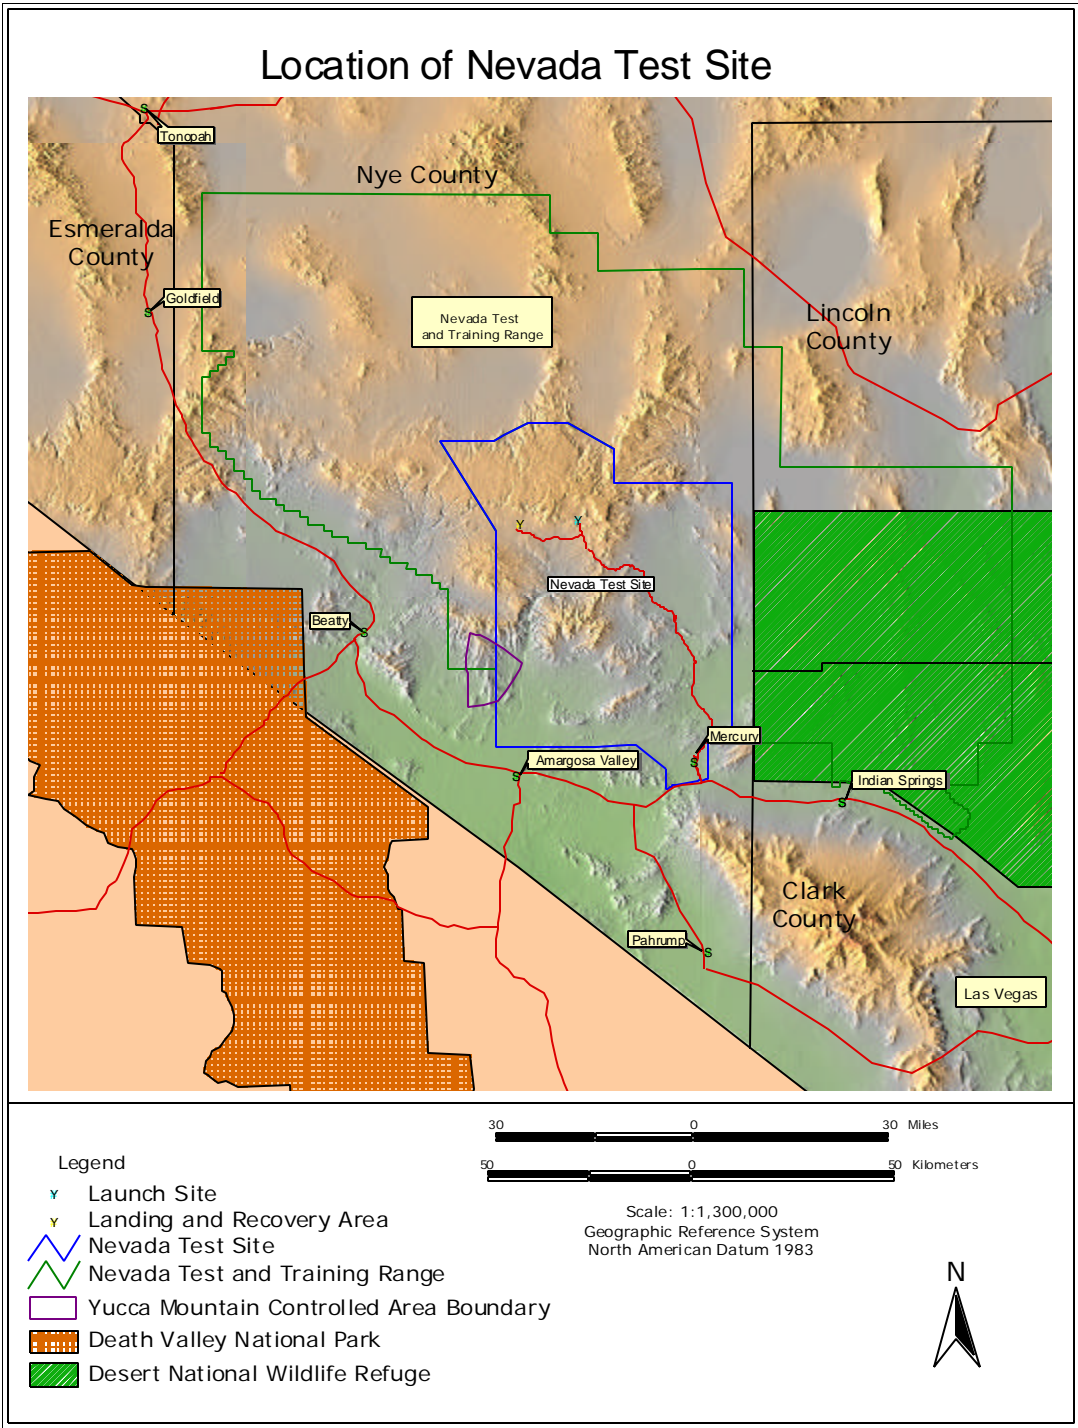 Location of Nevada Test Site
S
Tonopah
Nye County
Esmeralda
County
Goldfield
S
Nevada Test
and Training Range
Lincoln
County
Y
Y
Nevada Test Site
Beatty
S
Mercury
S
Amargosa Valley
S
Indian Springs
S
Clark
County
Pahrump
S
Las Vegas
30 0 30 Miles
50 0 50 Kilometers
Scale: 1:1,300,000
Geographic Reference System
North American Datum 1983
N
Legend
Y Launch Site
Y Landing and Recovery Area
Nevada Test Site
Nevada Test and Training Range
Yucca Mountain Controlled Area Boundary
Death Valley National Park
Desert National Wildlife Refuge